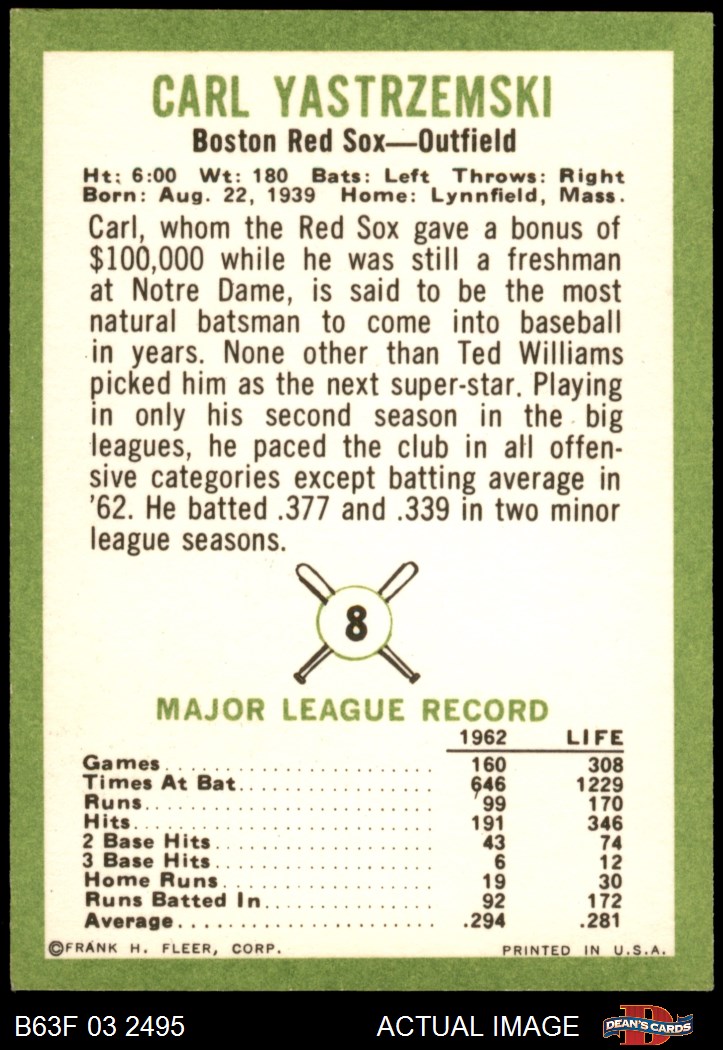 CARL YASTRZEMSKI
Boston Red Sox—Outfield
Ht: 6:00 Wt: 180 Bats: Left Throws: Right
Born: Aug. 22, 1939 Home: Lynnfield, Mass.
Carl, whom the Red Sox gave a bonus of
$100,000 while he was still a freshman
at Notre Dame, is said to be the most
natural batsman to come into baseball
in years. None other than Ted Williams
picked him as the next super-star. Playing
in only his second season in the big
leagues, he paced the club in all offen-
sive categories except batting average in
'62. He batted .377 and .339 in two minor
league seasons.
8
MAJOR LEAGUE RECORD
1962 LIFE
Games 160 308
Times At Bat 646 1229
Runs 99 170
Hits 191 346
2 Base Hits 43 74
3 Base Hits 6 12
Home Runs 19 30
Runs Batted In 92 172
Average .294 .281
©FRANK H. FLEER, CORP. PRINTED IN U.S.A.
B63F 03 2495 ACTUAL IMAGE D DEAN'S CARDS